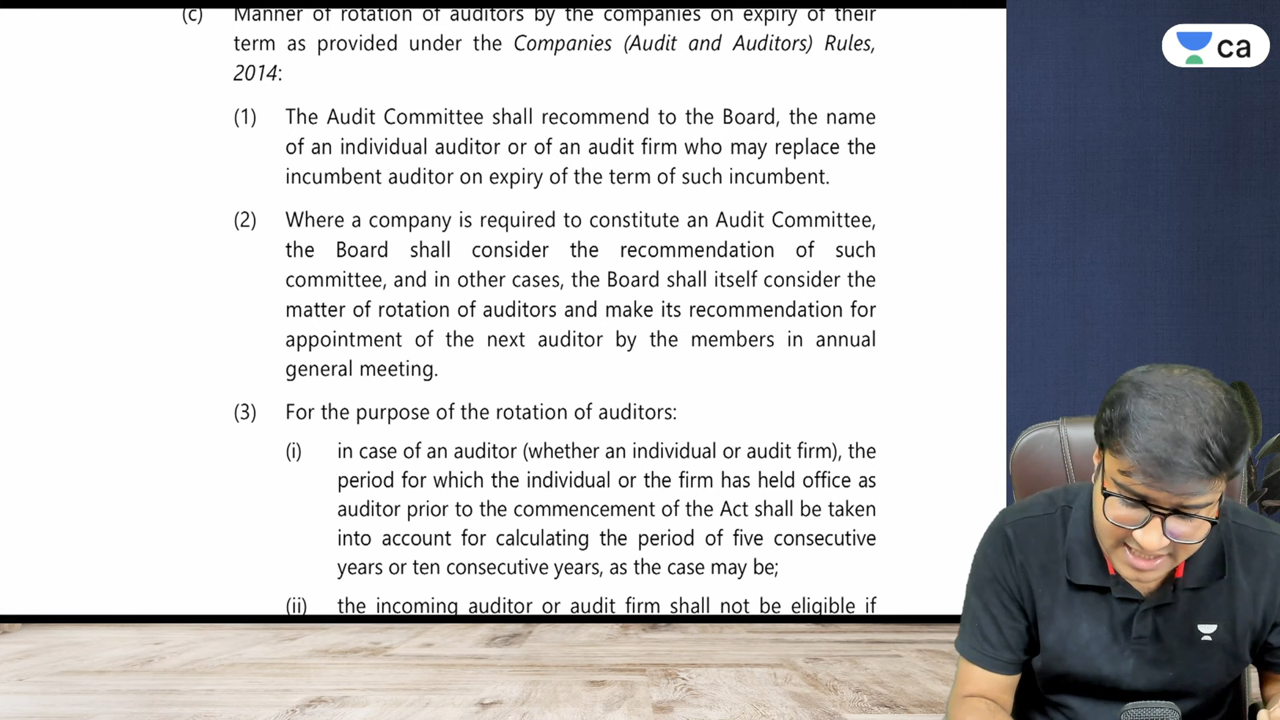 (c) Manner of rotation of auditors by the companies on expiry of their
term as provided under the Companies (Audit and Auditors) Rules,
2014:
(1) The Audit Committee shall recommend to the Board, the name
of an individual auditor or of an audit firm who may replace the
incumbent auditor on expiry of the term of such incumbent.
(2) Where a company is required to constitute an Audit Committee,
the Board shall consider the recommendation of such
committee, and in other cases, the Board shall itself consider the
matter of rotation of auditors and make its recommendation for
appointment of the next auditor by the members in annual
general meeting.
(3) For the purpose of the rotation of auditors:
(i) in case of an auditor (whether an individual or audit firm), the
period for which the individual or the firm has held office as
auditor prior to the commencement of the Act shall be taken
into account for calculating the period of five consecutive
years or ten consecutive years, as the case may be;
(ii) the incoming auditor or audit firm shall not be eligible if
ca